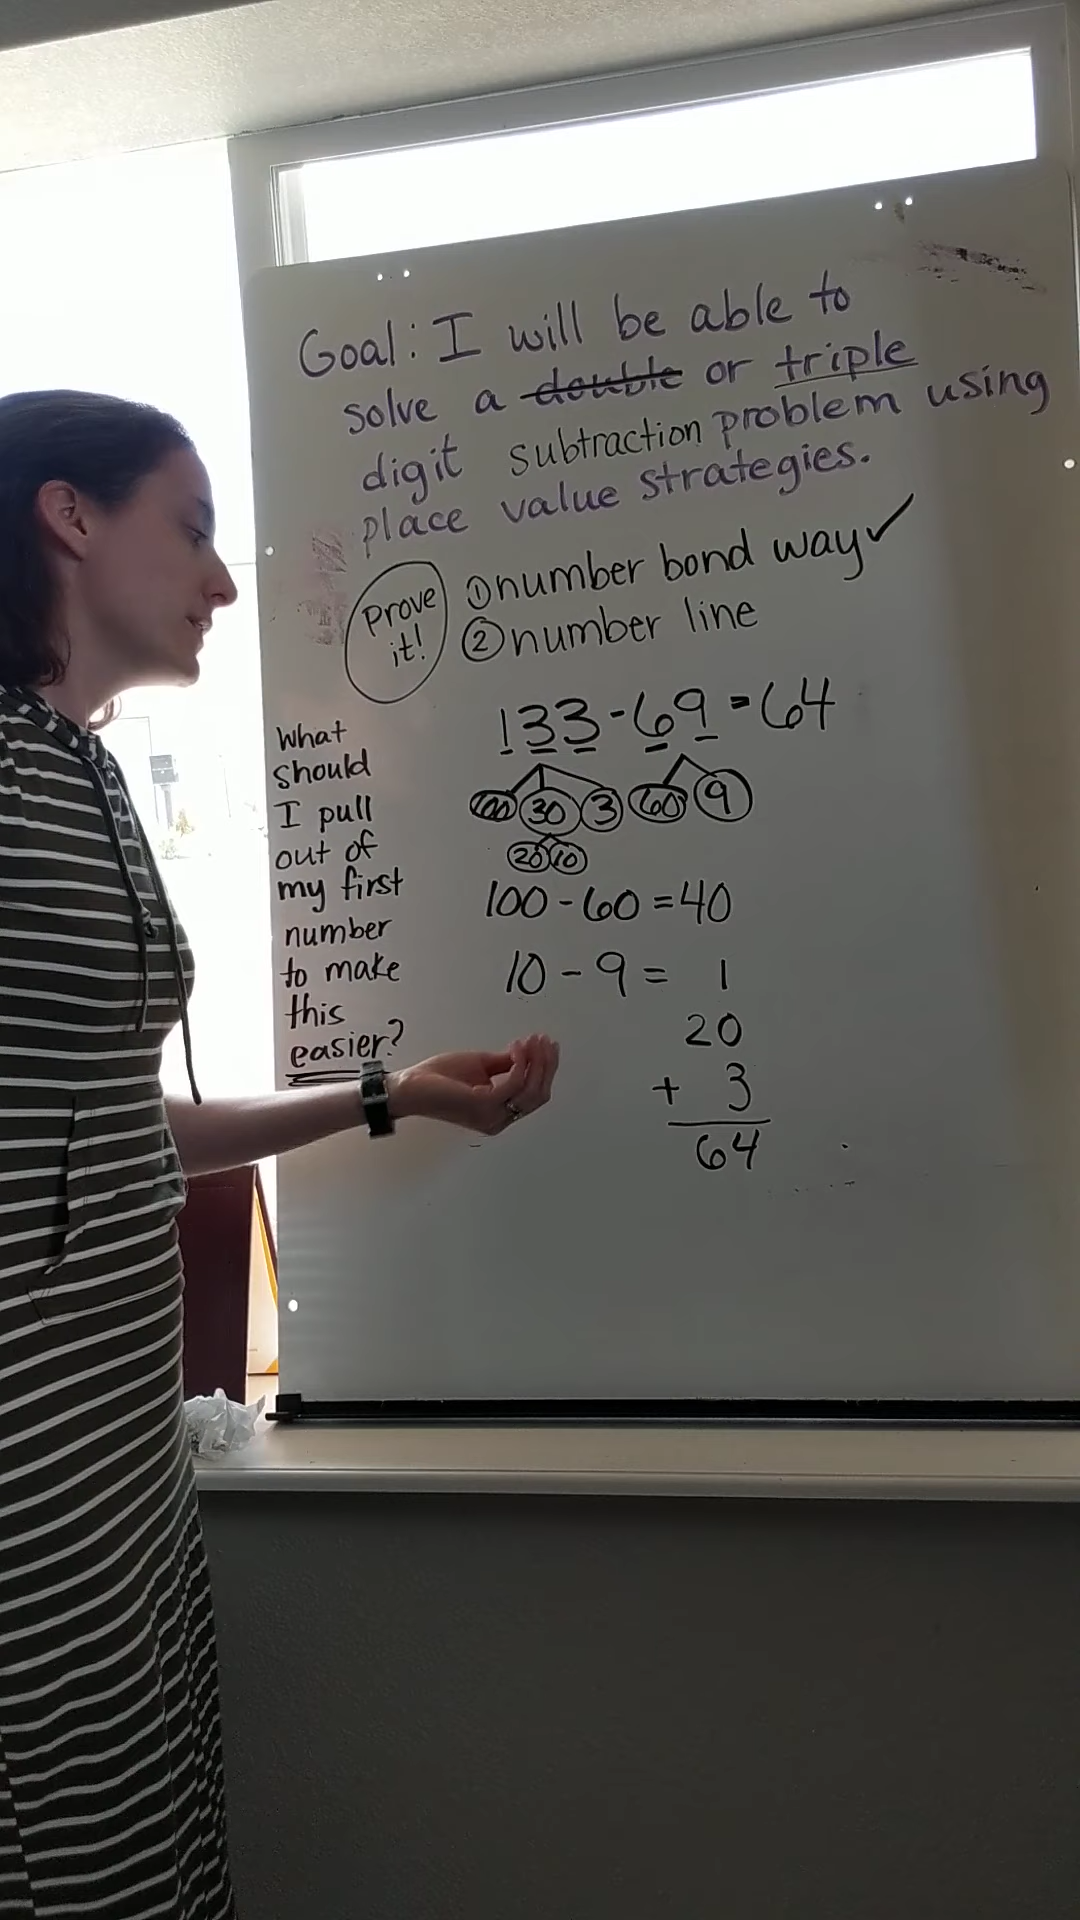 Goal: I will be able to
solve a double or triple
digit subtraction problem using
place value strategies.
Prove it!
① number bond way ✓
② number line
133 - 69 = 64
100 30 3 60 9
20 10
100 - 60 = 40
10 - 9 = 1
20
+ 3
64
What
should
I pull
out of
my first
number
to make
this
easier?